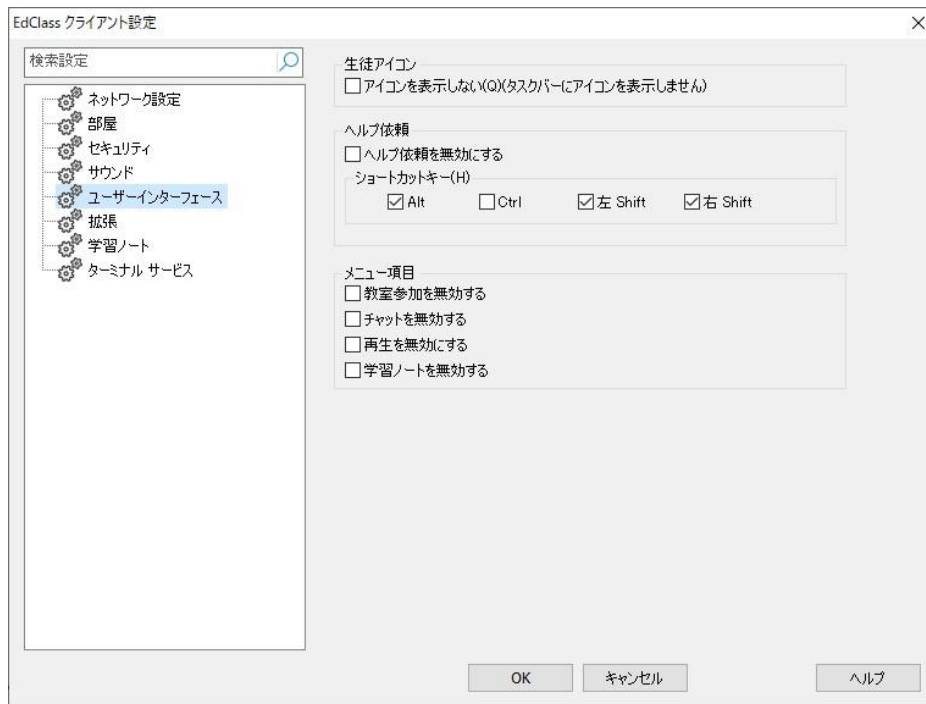 EdClass クライアント設定
検索設定
ネットワーク設定
部屋
セキュリティ
サウンド
ユーザーインターフェース
拡張
学習ノート
ターミナル サービス
生徒アイコン
アイコンを表示しない(Q)(タスクバーにアイコンを表示しません)
ヘルプ依頼
ヘルプ依頼を無効にする
ショートカットキー(H)
Alt Ctrl 左 Shift 右 Shift
メニュー項目
教室参加を無効する
チャットを無効する
再生を無効にする
学習ノートを無効する
OK キャンセル ヘルプ